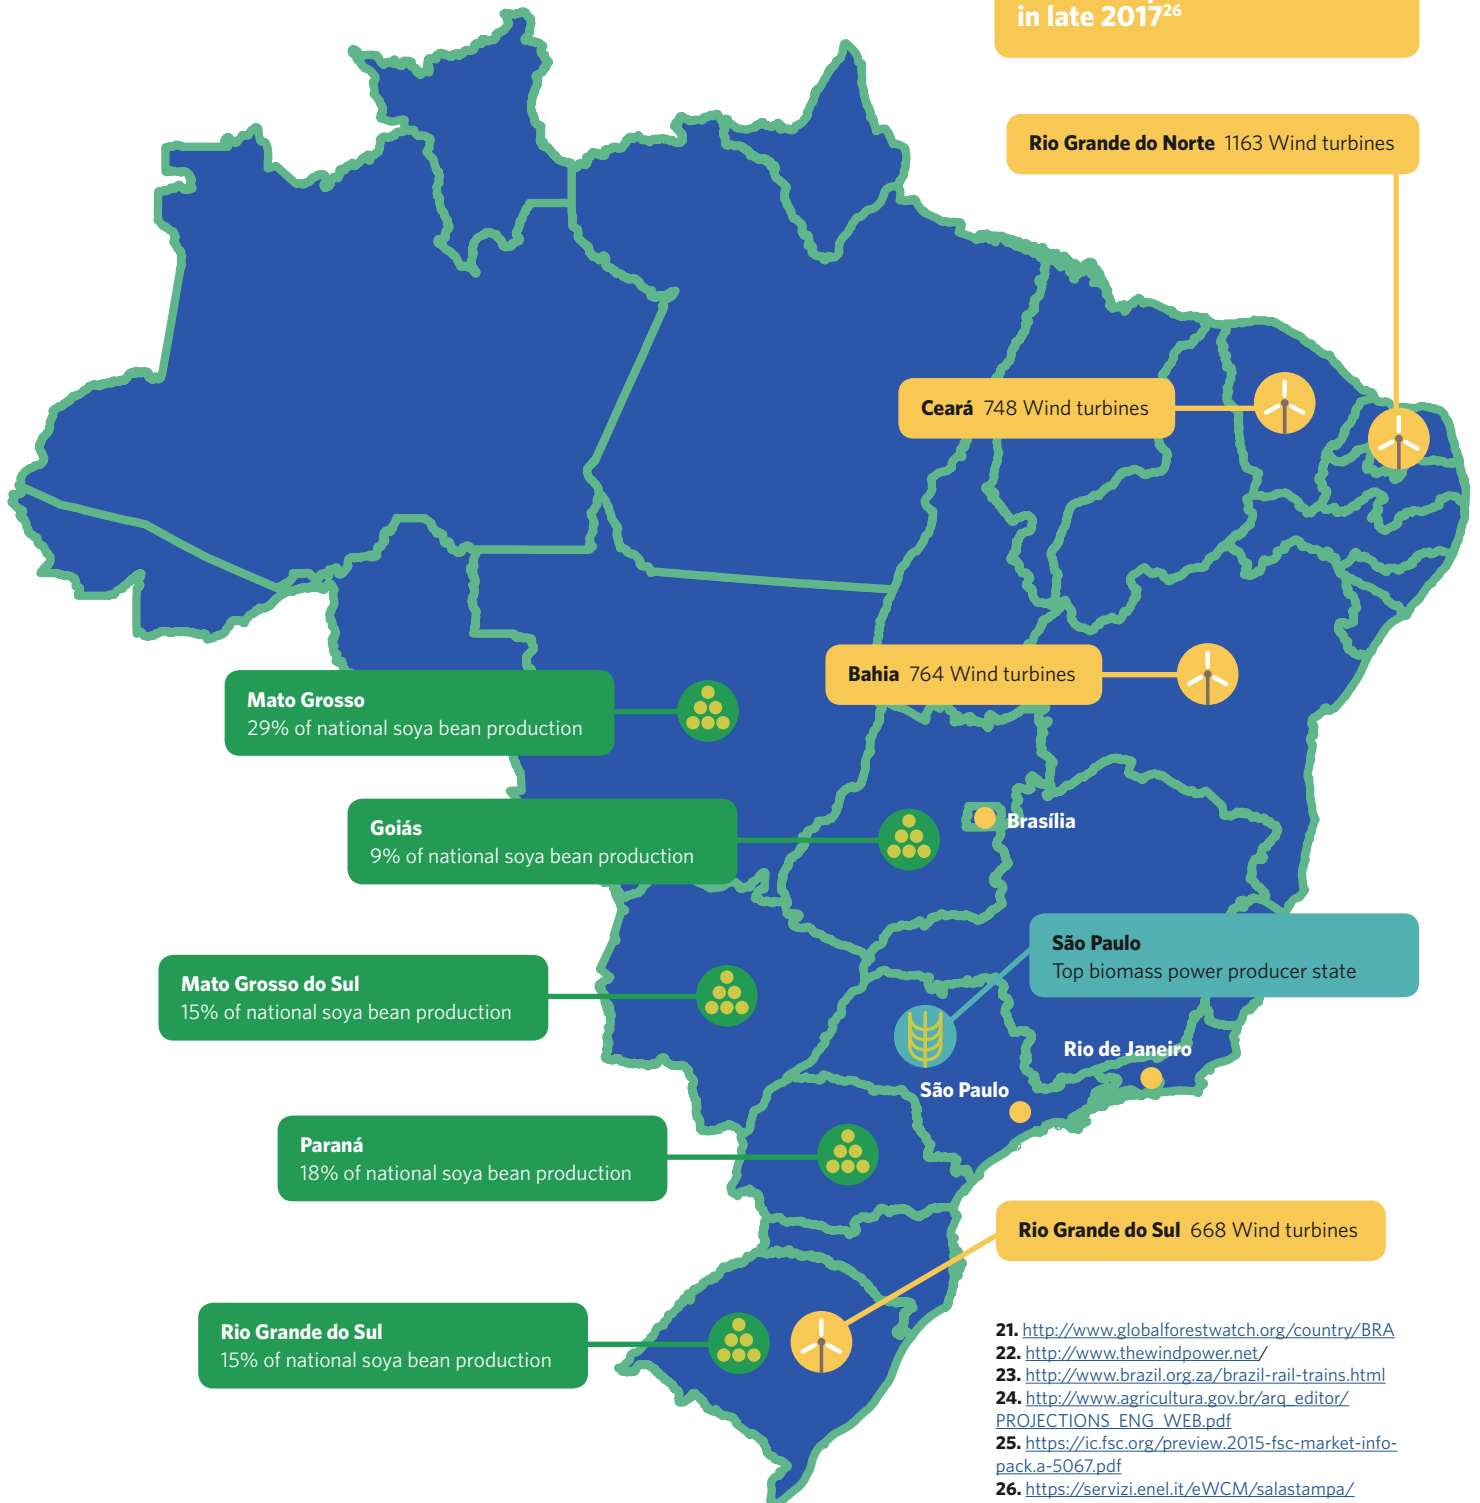 in late 2017²⁶
Rio Grande do Norte 1163 Wind turbines
Ceará 748 Wind turbines
Bahia 764 Wind turbines
Mato Grosso
29% of national soya bean production
Goiás
9% of national soya bean production
Brasília
São Paulo
Top biomass power producer state
Mato Grosso do Sul
15% of national soya bean production
Rio de Janeiro
São Paulo
Paraná
18% of national soya bean production
Rio Grande do Sul 668 Wind turbines
Rio Grande do Sul
15% of national soya bean production
21. http://www.globalforestwatch.org/country/BRA
22. http://www.thewindpower.net/
23. http://www.brazil.org.za/brazil-rail-trains.html
24. http://www.agricultura.gov.br/arq_editor/
PROJECTIONS_ENG_WEB.pdf
25. https://ic.fsc.org/preview.2015-fsc-market-info-
pack.a-5067.pdf
26. https://servizi.enel.it/eWCM/salastampa/